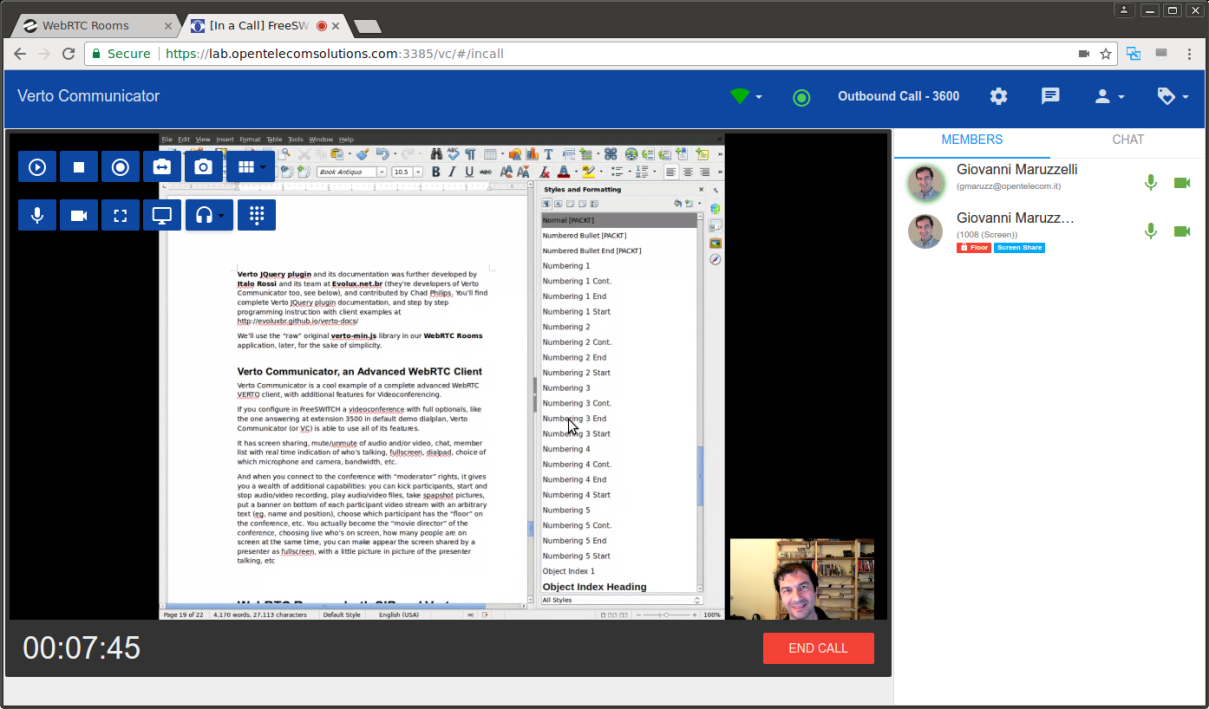 WebRTC Rooms
[In a Call] FreeSW
Secure
https://lab.opentelecomsolutions.com:3385/vc/#/incall
Verto Communicator
Outbound Call - 3600
File Edit View Insert Format Table Tools Window Help
Book Antiqua
10.5
Styles and Formatting
Verto JQuery plugin and its documentation was further developed by
Italo Rossi and its team at Evolux.net.br (they're developers of Verto
Communicator too, see below), and contributed by Chad Philips. You'll find
complete Verto JQuery plugin documentation, and step by step
programming instruction with client examples at
http://evoluxbr.github.io/verto-docs/
We'll use the "raw" original verto-min.js library in our WebRTC Rooms
application, later, for the sake of simplicity.
Verto Communicator, an Advanced WebRTC Client
Verto Communicator is a cool example of a complete advanced WebRTC
VERTO client, with additional features for Videoconferencing.
If you configure in FreeSWITCH a videoconference with full optionals, like
the one answering at extension 3500 in default demo dialplan, Verto
Communicator (or VC) is able to use all of its features.
It has screen sharing, mute/unmute of audio and/or video, chat, member
list with real time indication of who's talking, fullscreen, dialpad, choice of
which microphone and camera, bandwidth, etc.
And when you connect to the conference with "moderator" rights, it gives
you a wealth of additional capabilities: you can kick participants, start and
stop audio/video recording, play audio/video files, take spapshot pictures,
put a banner on bottom of each participant video stream with an arbitrary
text (eg, name and position), choose which participant has the "floor" on
the conference, etc. You actually become the "movie director" of the
conference, choosing live who's on screen, how many people are on
screen at the same time, you can make appear the screen shared by a
presenter as fullscreen, with a little picture in picture of the presenter
talking, etc
Normal [PACKT]
Numbered Bullet [PACKT]
Numbered Bullet End [PACKT]
Numbering 1
Numbering 1 Cont.
Numbering 1 End
Numbering 1 Start
Numbering 2
Numbering 2 Cont.
Numbering 2 End
Numbering 2 Start
Numbering 3
Numbering 3 Cont.
Numbering 3 End
Numbering 3 Start
Numbering 4
Numbering 4 Cont.
Numbering 4 End
Numbering 4 Start
Numbering 5
Numbering 5 Cont.
Numbering 5 End
Numbering 5 Start
Object Index 1
Object Index Heading
All Styles
Page 19 of 22
4,170 words, 27,113 characters
Default Style
English (USA)
100%
00:07:45
END CALL
MEMBERS
CHAT
Giovanni Maruzzelli
(gmaruzz@opentelecom.it)
Giovanni Maruzz...
(1008 (Screen))
Floor
Screen Share